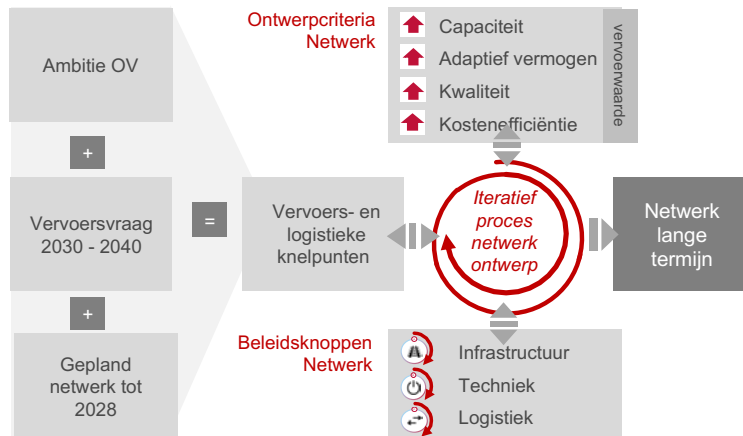 Ambitie OV
+
Vervoersvraag
2030 - 2040
+
Gepland
netwerk tot
2028
=
Vervoers- en
logistieke
knelpunten
Ontwerpcriteria
Netwerk
Capaciteit
Adaptief vermogen
Kwaliteit
Kostenefficiëntie
vervoerwaarde
Iteratief
proces
netwerk
ontwerp
Beleidsknoppen
Netwerk
Infrastructuur
Techniek
Logistiek
Netwerk
lange
termijn